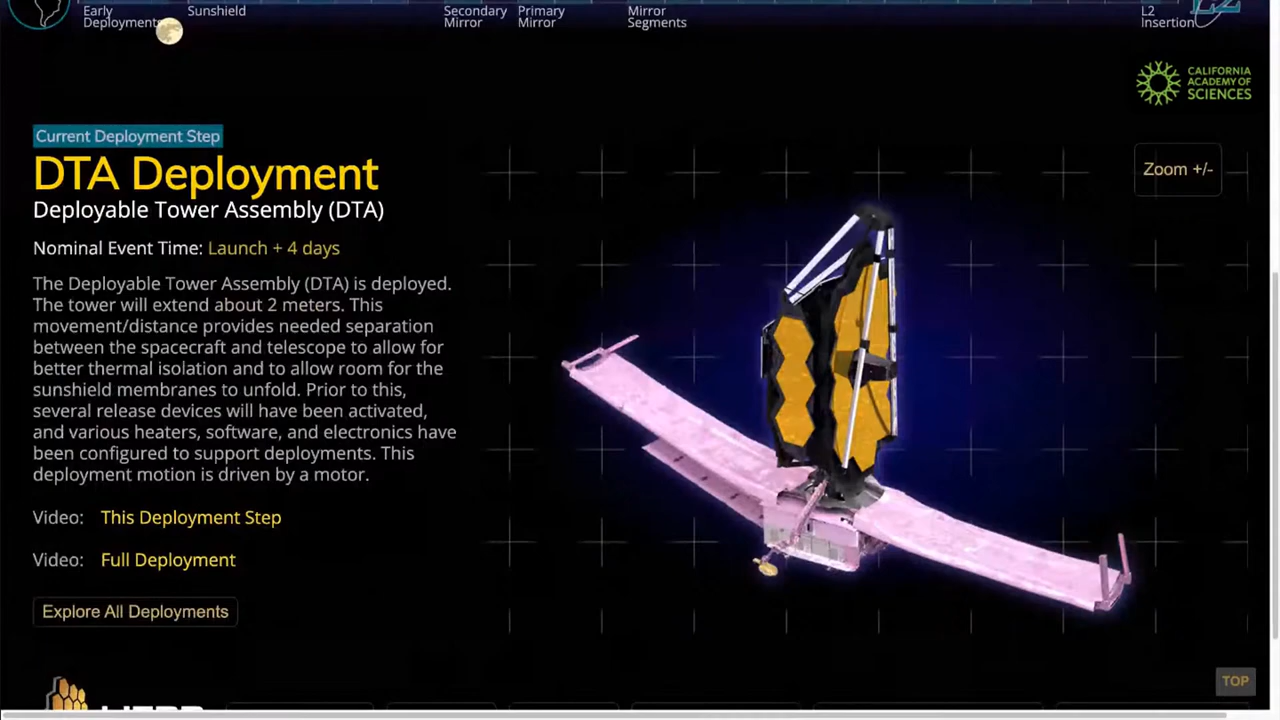 Early
Deployments
Sunshield
Secondary
Mirror
Primary
Mirror
Mirror
Segments
L2
Insertion
L2
CALIFORNIA
ACADEMY OF
SCIENCES
Current Deployment Step
DTA Deployment
Zoom +/-
Deployable Tower Assembly (DTA)
Nominal Event Time: Launch + 4 days
The Deployable Tower Assembly (DTA) is deployed.
The tower will extend about 2 meters. This
movement/distance provides needed separation
between the spacecraft and telescope to allow for
better thermal isolation and to allow room for the
sunshield membranes to unfold. Prior to this,
several release devices will have been activated,
and various heaters, software, and electronics have
been configured to support deployments. This
deployment motion is driven by a motor.
Video: This Deployment Step
Video: Full Deployment
Explore All Deployments
TOP